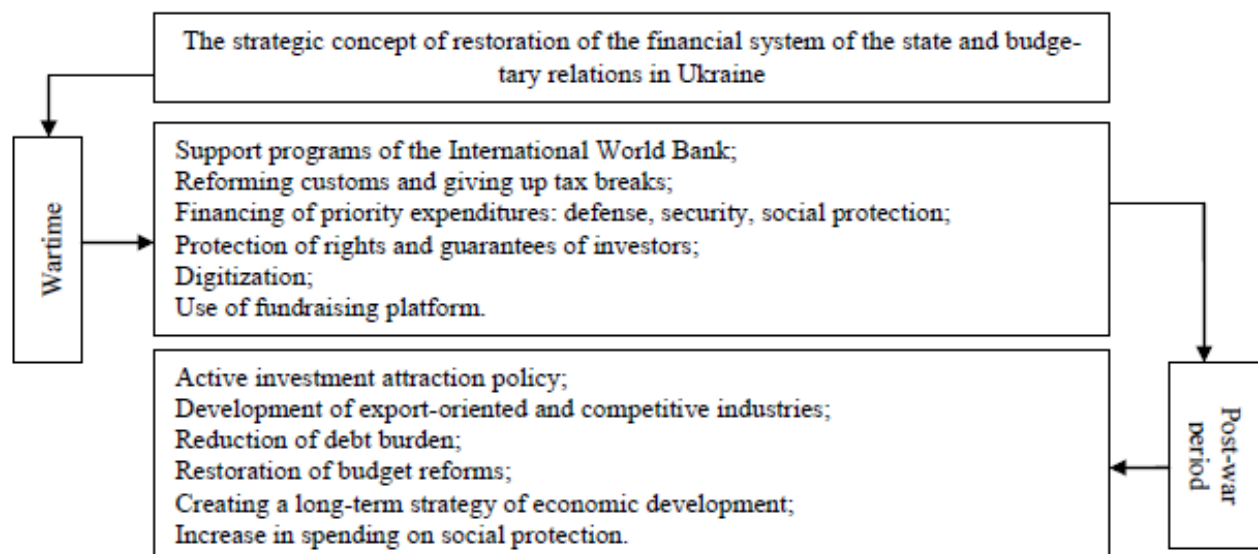 The strategic concept of restoration of the financial system of the state and budge-
tary relations in Ukraine
Wartime
Support programs of the International World Bank;
Reforming customs and giving up tax breaks;
Financing of priority expenditures: defense, security, social protection;
Protection of rights and guarantees of investors;
Digitization;
Use of fundraising platform.
Active investment attraction policy;
Development of export-oriented and competitive industries;
Reduction of debt burden;
Restoration of budget reforms;
Creating a long-term strategy of economic development;
Increase in spending on social protection.
Post-war
period